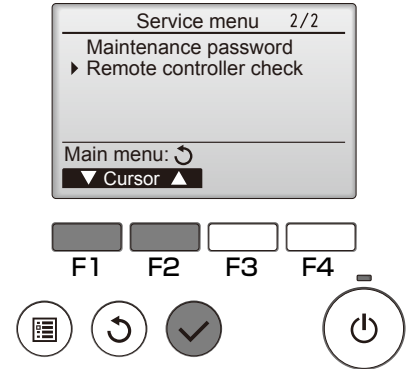 Service menu 2/2
Maintenance password
Remote controller check
Main menu:
Cursor
F1 F2 F3 F4